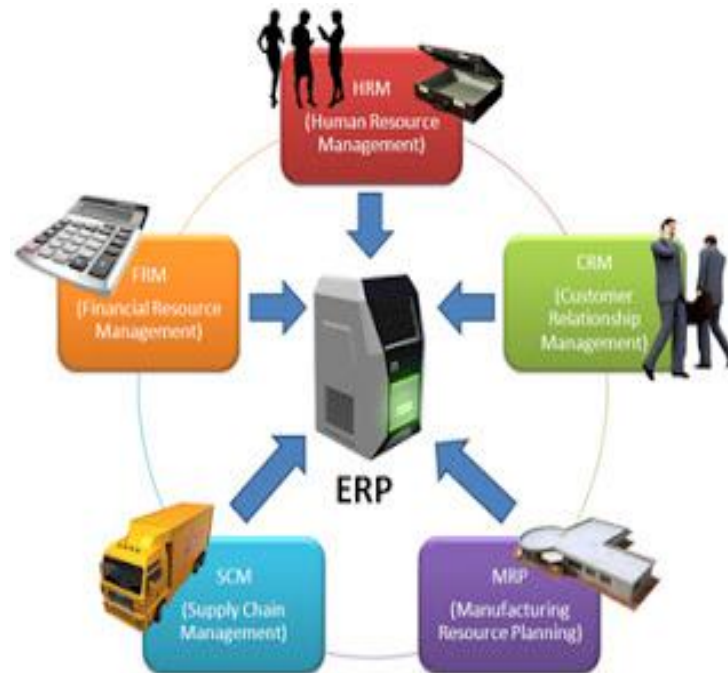 HRM
(Human Resource
Management)
FRM
(Financial Resource
Management)
CRM
(Customer
Relationship
Management)
ERP
SCM
(Supply Chain
Management)
MRP
(Manufacturing
Resource Planning)